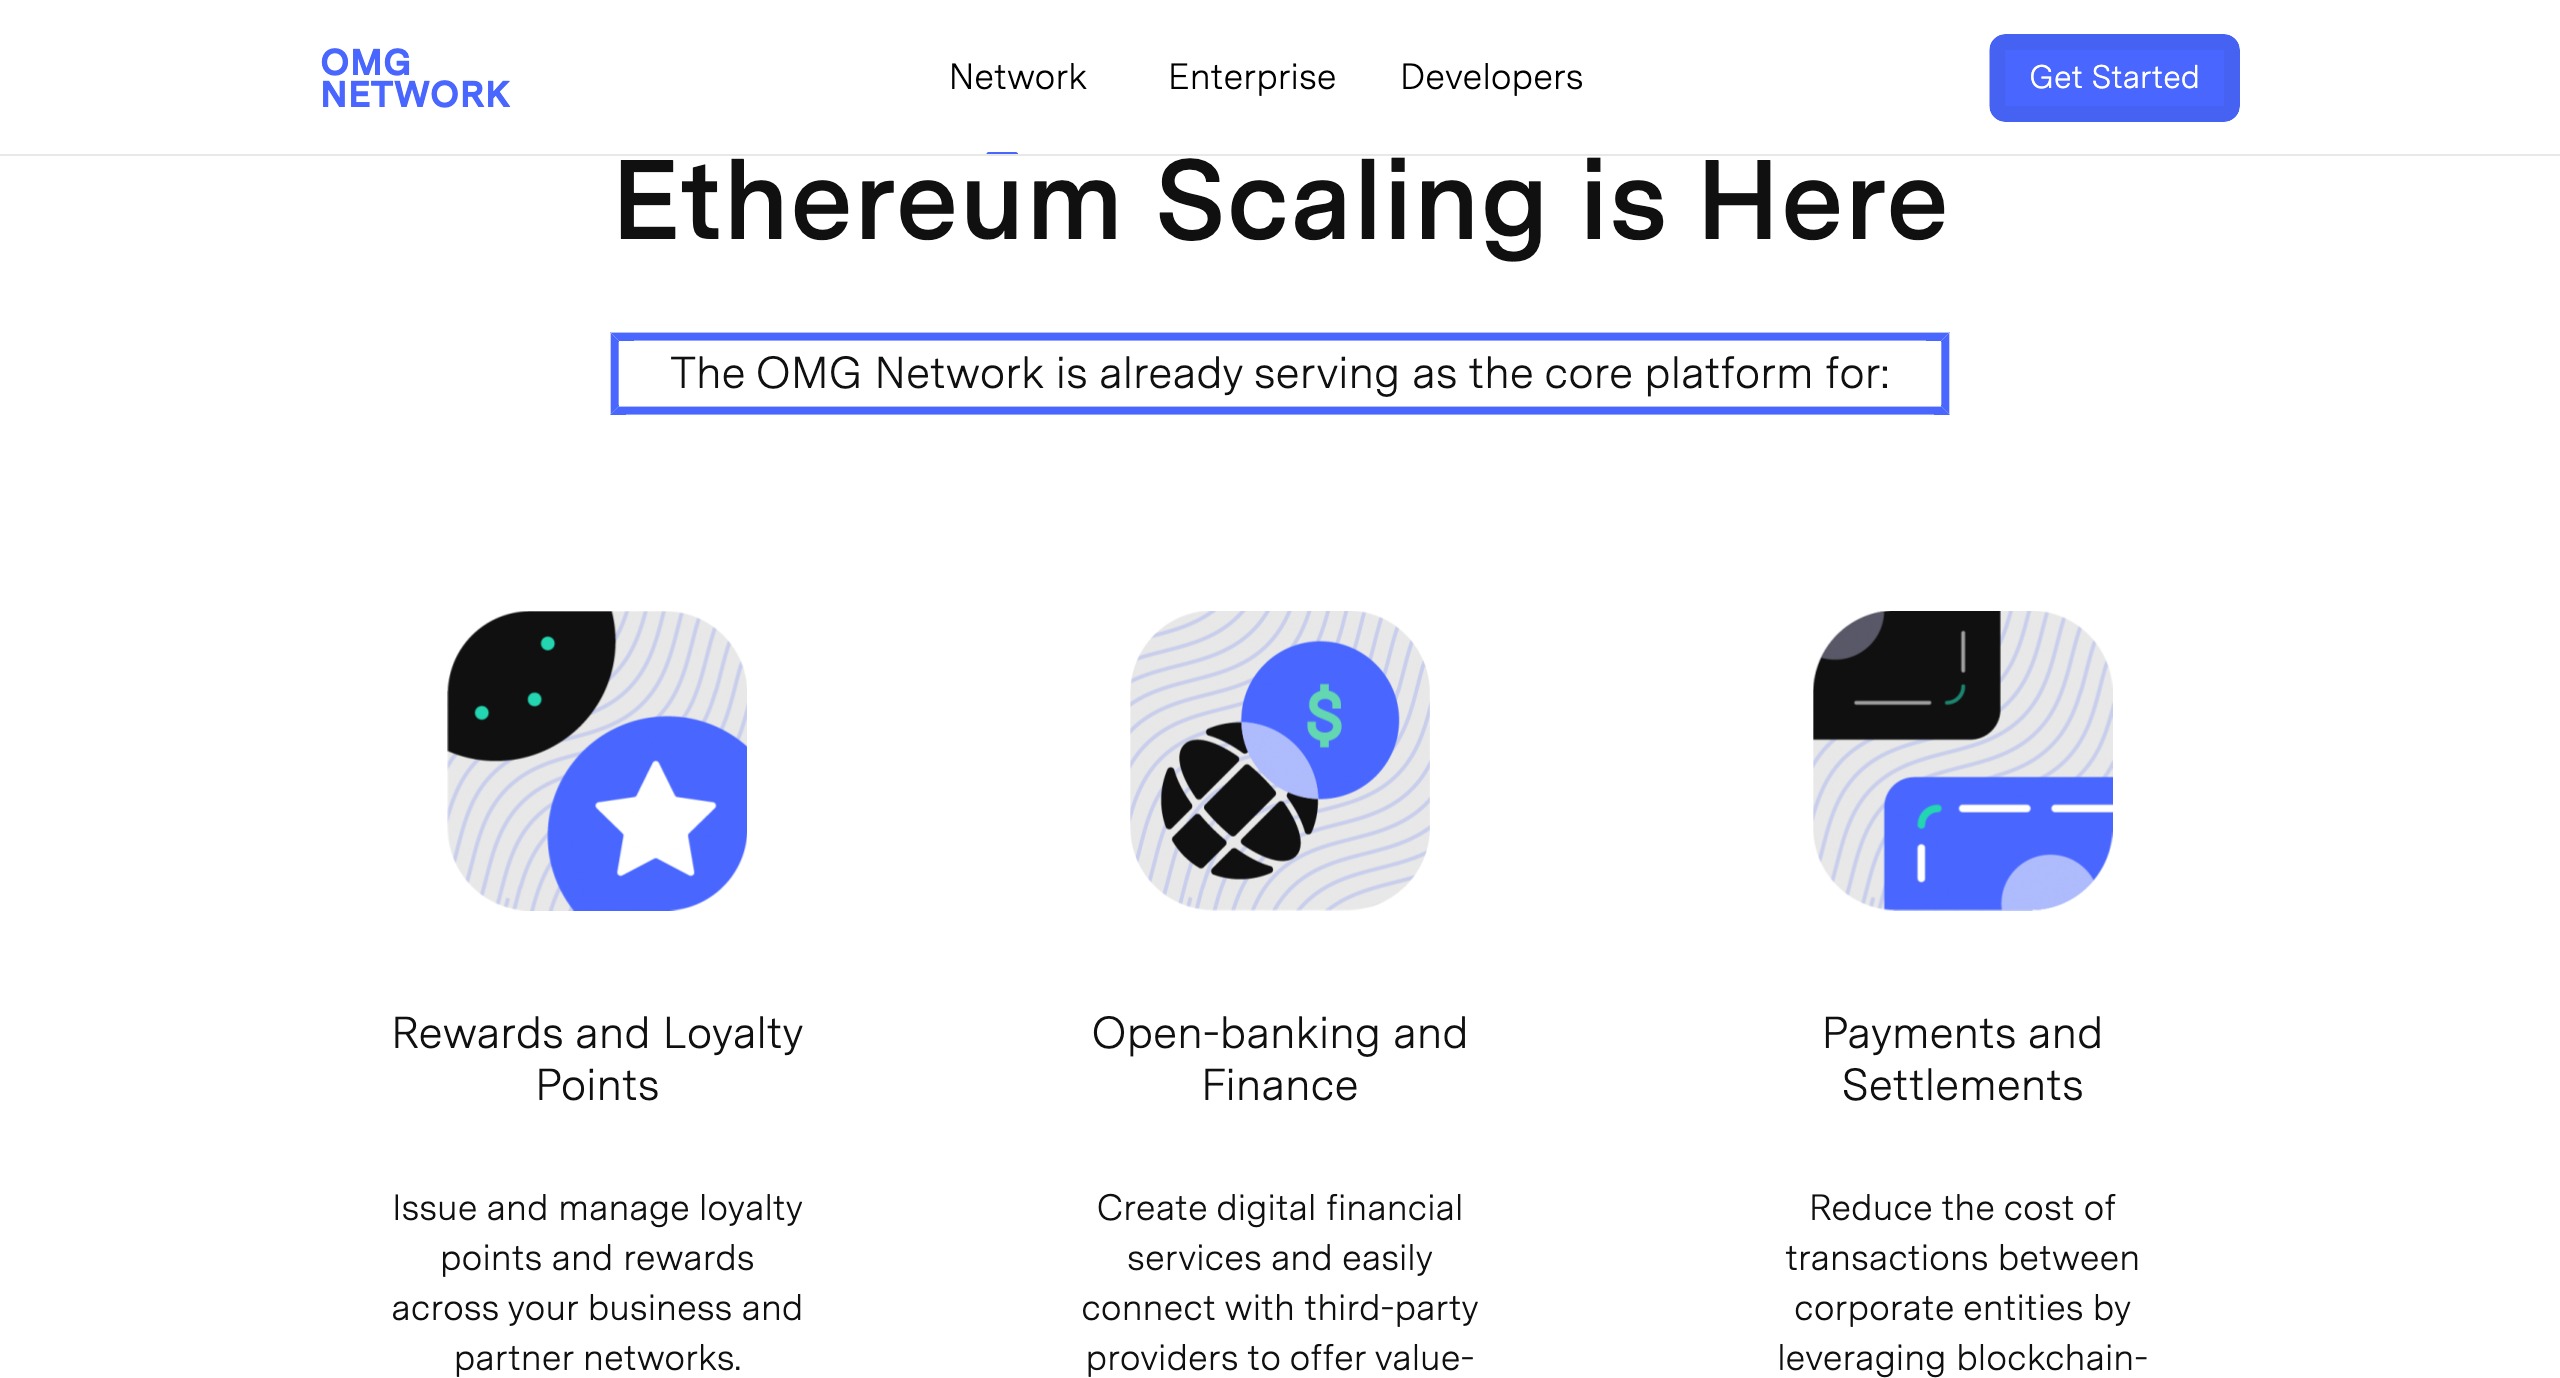 OMG
NETWORK
Network
Enterprise
Developers
Get Started
Ethereum Scaling is Here
The OMG Network is already serving as the core platform for:
$
Rewards and Loyalty
Points
Issue and manage loyalty
points and rewards
across your business and
partner networks.
Open-banking and
Finance
Create digital financial
services and easily
connect with third-party
providers to offer value-
Payments and
Settlements
Reduce the cost of
transactions between
corporate entities by
leveraging blockchain-